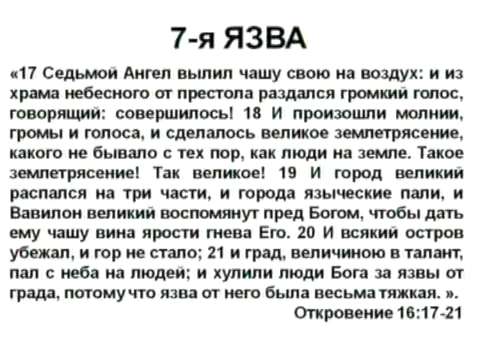 7-я ЯЗВА
«17 Седьмой Ангел вылил чашу свою на воздух: и из
храма небесного от престола раздался громкий голос,
говорящий: совершилось! 18 И произошли молнии,
громы и голоса, и сделалось великое землетрясение,
какого не бывало с тех пор, как люди на земле. Такое
землетрясение! Так великое! 19 И город великий
распался на три части, и города языческие пали, и
Вавилон великий воспомянут пред Богом, чтобы дать
ему чашу вина ярости гнева Его. 20 И всякий остров
убежал, и гор не стало; 21 и град, величиною в талант,
пал с неба на людей; и хулили люди Бога за язвы от
града, потому что язва от него была весьма тяжкая. ».
Откровение 16:17-21